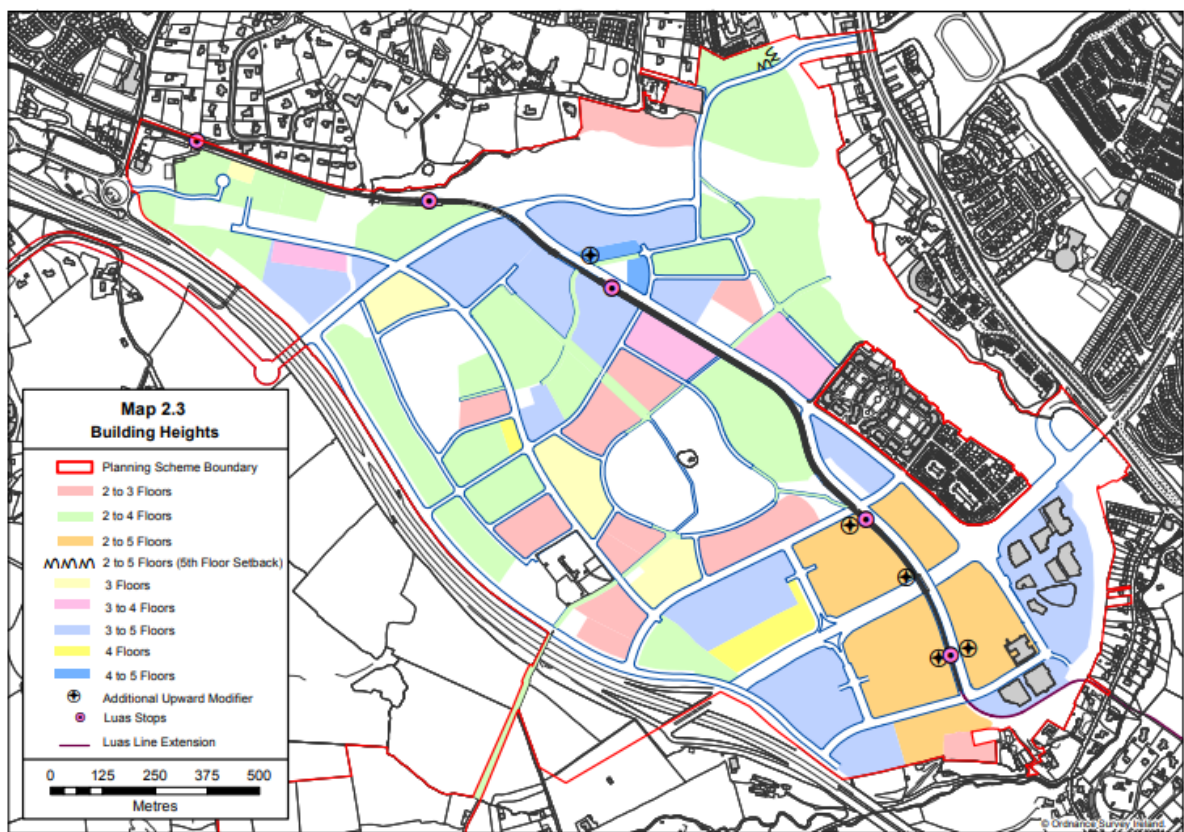 Map 2.3
Building Heights
Planning Scheme Boundary
2 to 3 Floors
2 to 4 Floors
2 to 5 Floors
2 to 5 Floors (5th Floor Setback)
3 Floors
3 to 4 Floors
3 to 5 Floors
4 Floors
4 to 5 Floors
Additional Upward Modifier
Luas Stops
Luas Line Extension
0 125 250 375 500
Metres
© Ordnance Survey Ireland.